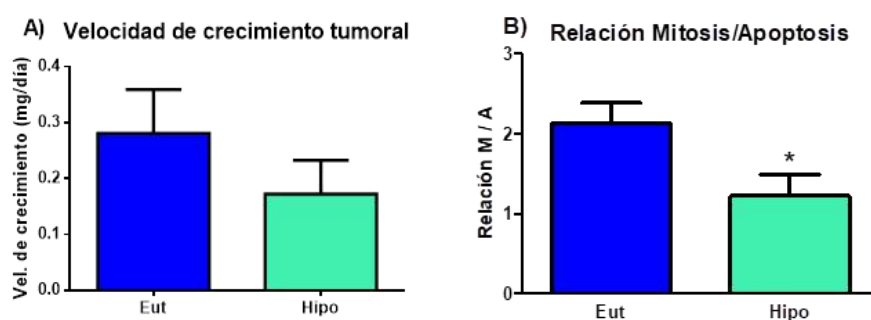 A) Velocidad de crecimiento tumoral
Vel. de crecimiento (mg/día)
0.4
0.3
0.2
0.1
0.0
Eut
Hipo
B) Relación Mitosis/Apoptosis
Relación M / A
3
2
1
0
*
Eut
Hipo